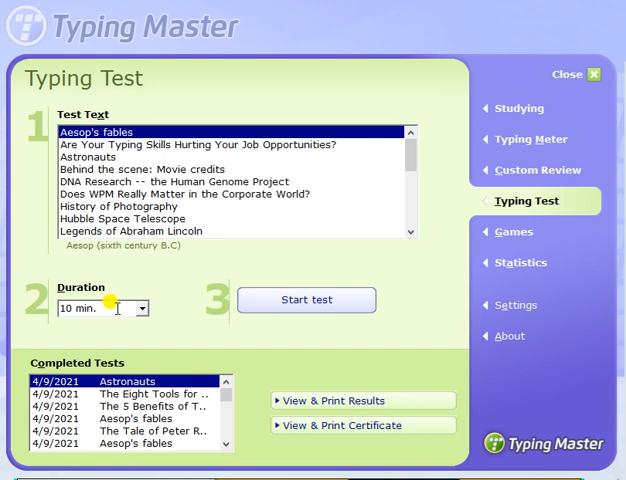 Typing Master
Close
Typing Test
Studying
Typing Meter
Custom Review
Typing Test
Games
Statistics
Settings
About
1
Test Text
Aesop's fables
Are Your Typing Skills Hurting Your Job Opportunities?
Astronauts
Behind the scene: Movie credits
DNA Research -- the Human Genome Project
Does WPM Really Matter in the Corporate World?
History of Photography
Hubble Space Telescope
Legends of Abraham Lincoln
Aesop (sixth century B.C)
2
Duration
10 min.
3
Start test
Completed Tests
4/9/2021 Astronauts
4/9/2021 The Eight Tools for ..
4/9/2021 The 5 Benefits of T..
4/9/2021 Aesop's fables
4/9/2021 The Tale of Peter R..
4/9/2021 Aesop's fables
View & Print Results
View & Print Certificate
Typing Master